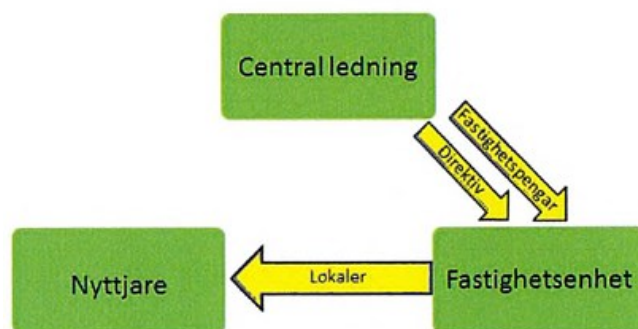 Central ledning
Fastighetspengar
Direktiv
Nyttjare
Lokaler
Fastighetsenhet